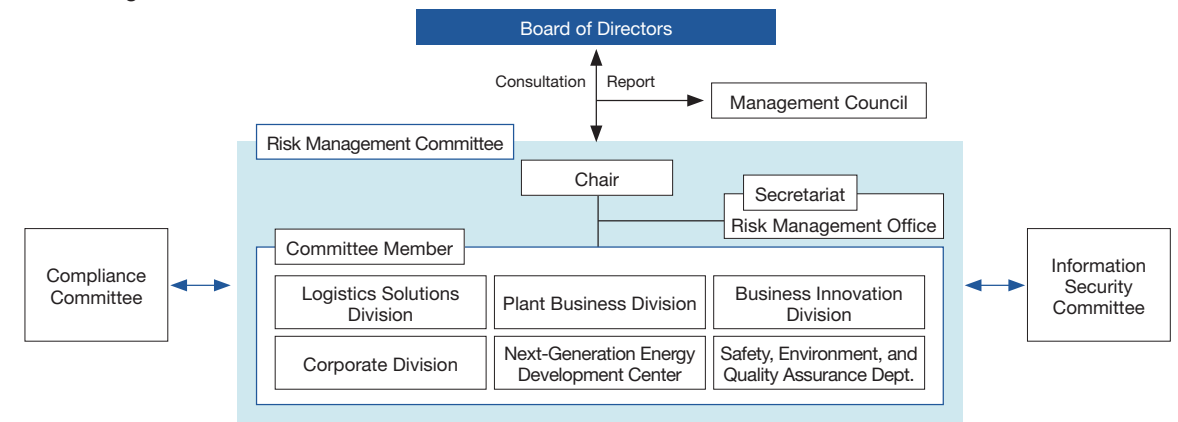 Board of Directors
Consultation
Report
Management Council
Risk Management Committee
Chair
Secretariat
Risk Management Office
Committee Member
Compliance
Committee
Logistics Solutions
Division
Plant Business Division
Business Innovation
Division
Information
Security
Committee
Corporate Division
Next-Generation Energy
Development Center
Safety, Environment, and
Quality Assurance Dept.